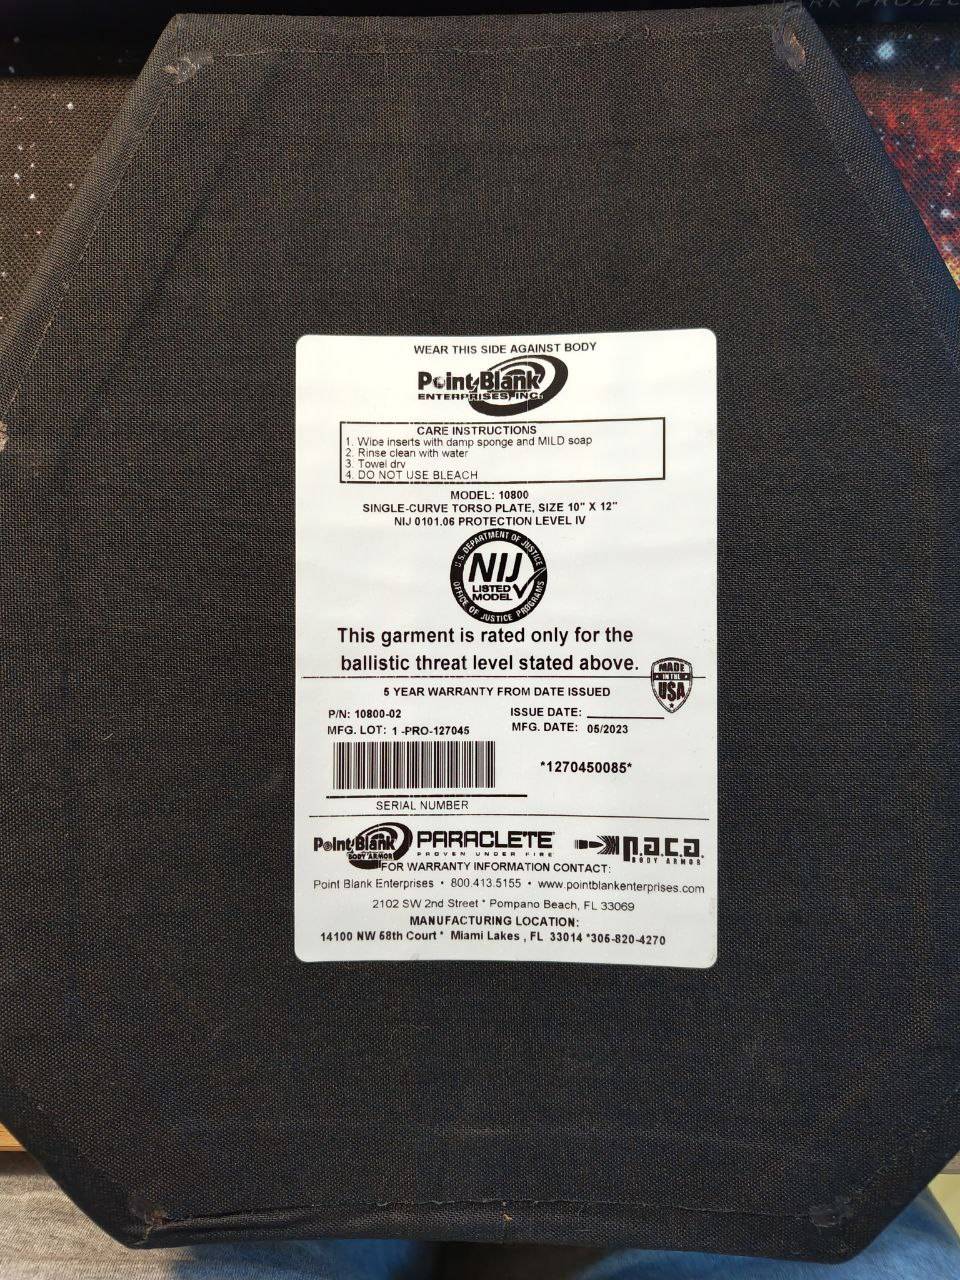 ARK PROJEC
WEAR THIS SIDE AGAINST BODY
Point Blank
ENTERPRISES, INC.
CARE INSTRUCTIONS
1. Wipe inserts with damp sponge and MILD soap
2. Rinse clean with water
3. Towel dry
4. DO NOT USE BLEACH
MODEL: 10800
SINGLE-CURVE TORSO PLATE, SIZE 10" X 12"
NIJ 0101.06 PROTECTION LEVEL IV
U.S. DEPARTMENT OF JUSTICE
NIJ
LISTED
MODEL
OFFICE OF JUSTICE PROGRAMS
This garment is rated only for the
ballistic threat level stated above.
MADE
IN THE
USA
5 YEAR WARRANTY FROM DATE ISSUED
P/N: 10800-02 ISSUE DATE:
MFG. LOT: 1 -PRO-127045 MFG. DATE: 05/2023
*1270450085*
SERIAL NUMBER
Point Blank
BODY ARMOR
PARACLETE
PROVEN UNDER FIRE
p.a.c.a.
BODY ARMOR
FOR WARRANTY INFORMATION CONTACT:
Point Blank Enterprises • 800.413.5155 • www.pointblankenterprises.com
2102 SW 2nd Street * Pompano Beach, FL 33069
MANUFACTURING LOCATION:
14100 NW 58th Court * Miami Lakes , FL 33014 *305-820-4270